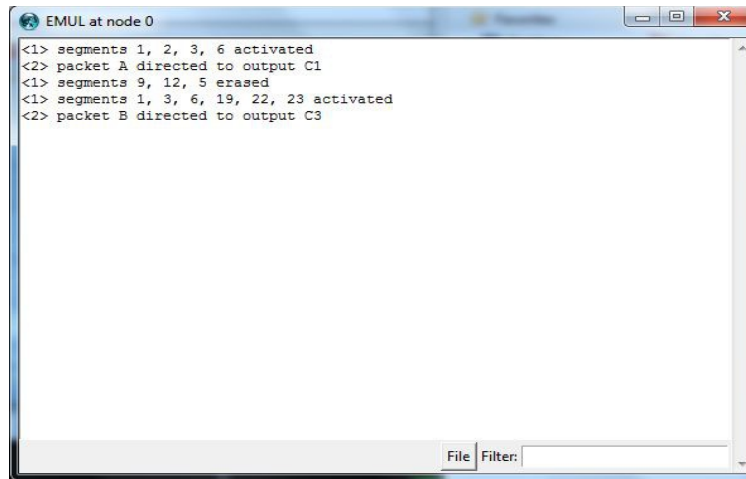 EMUL at node 0
<1> segments 1, 2, 3, 6 activated
<2> packet A directed to output C1
<1> segments 9, 12, 5 erased
<1> segments 1, 3, 6, 19, 22, 23 activated
<2> packet B directed to output C3
File Filter: